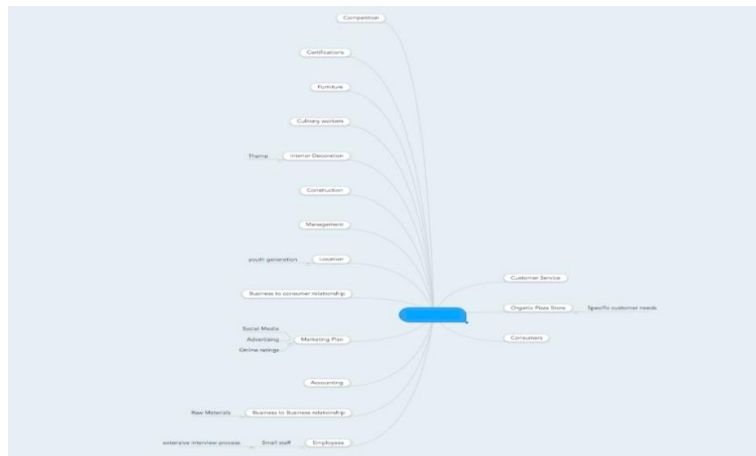 Competition
Certifications
Furniture
Culinary workers
Theme
Interior Decoration
Construction
Management
youth generation
Location
Business to consumer relationship
Social Media
Advertising
Online ratings
Marketing Plan
Accounting
Raw Materials
Business to Business relationship
extensive interview process
Small staff
Employees
Customer Service
Organic Pizza Store
Specific customer needs
Consumers